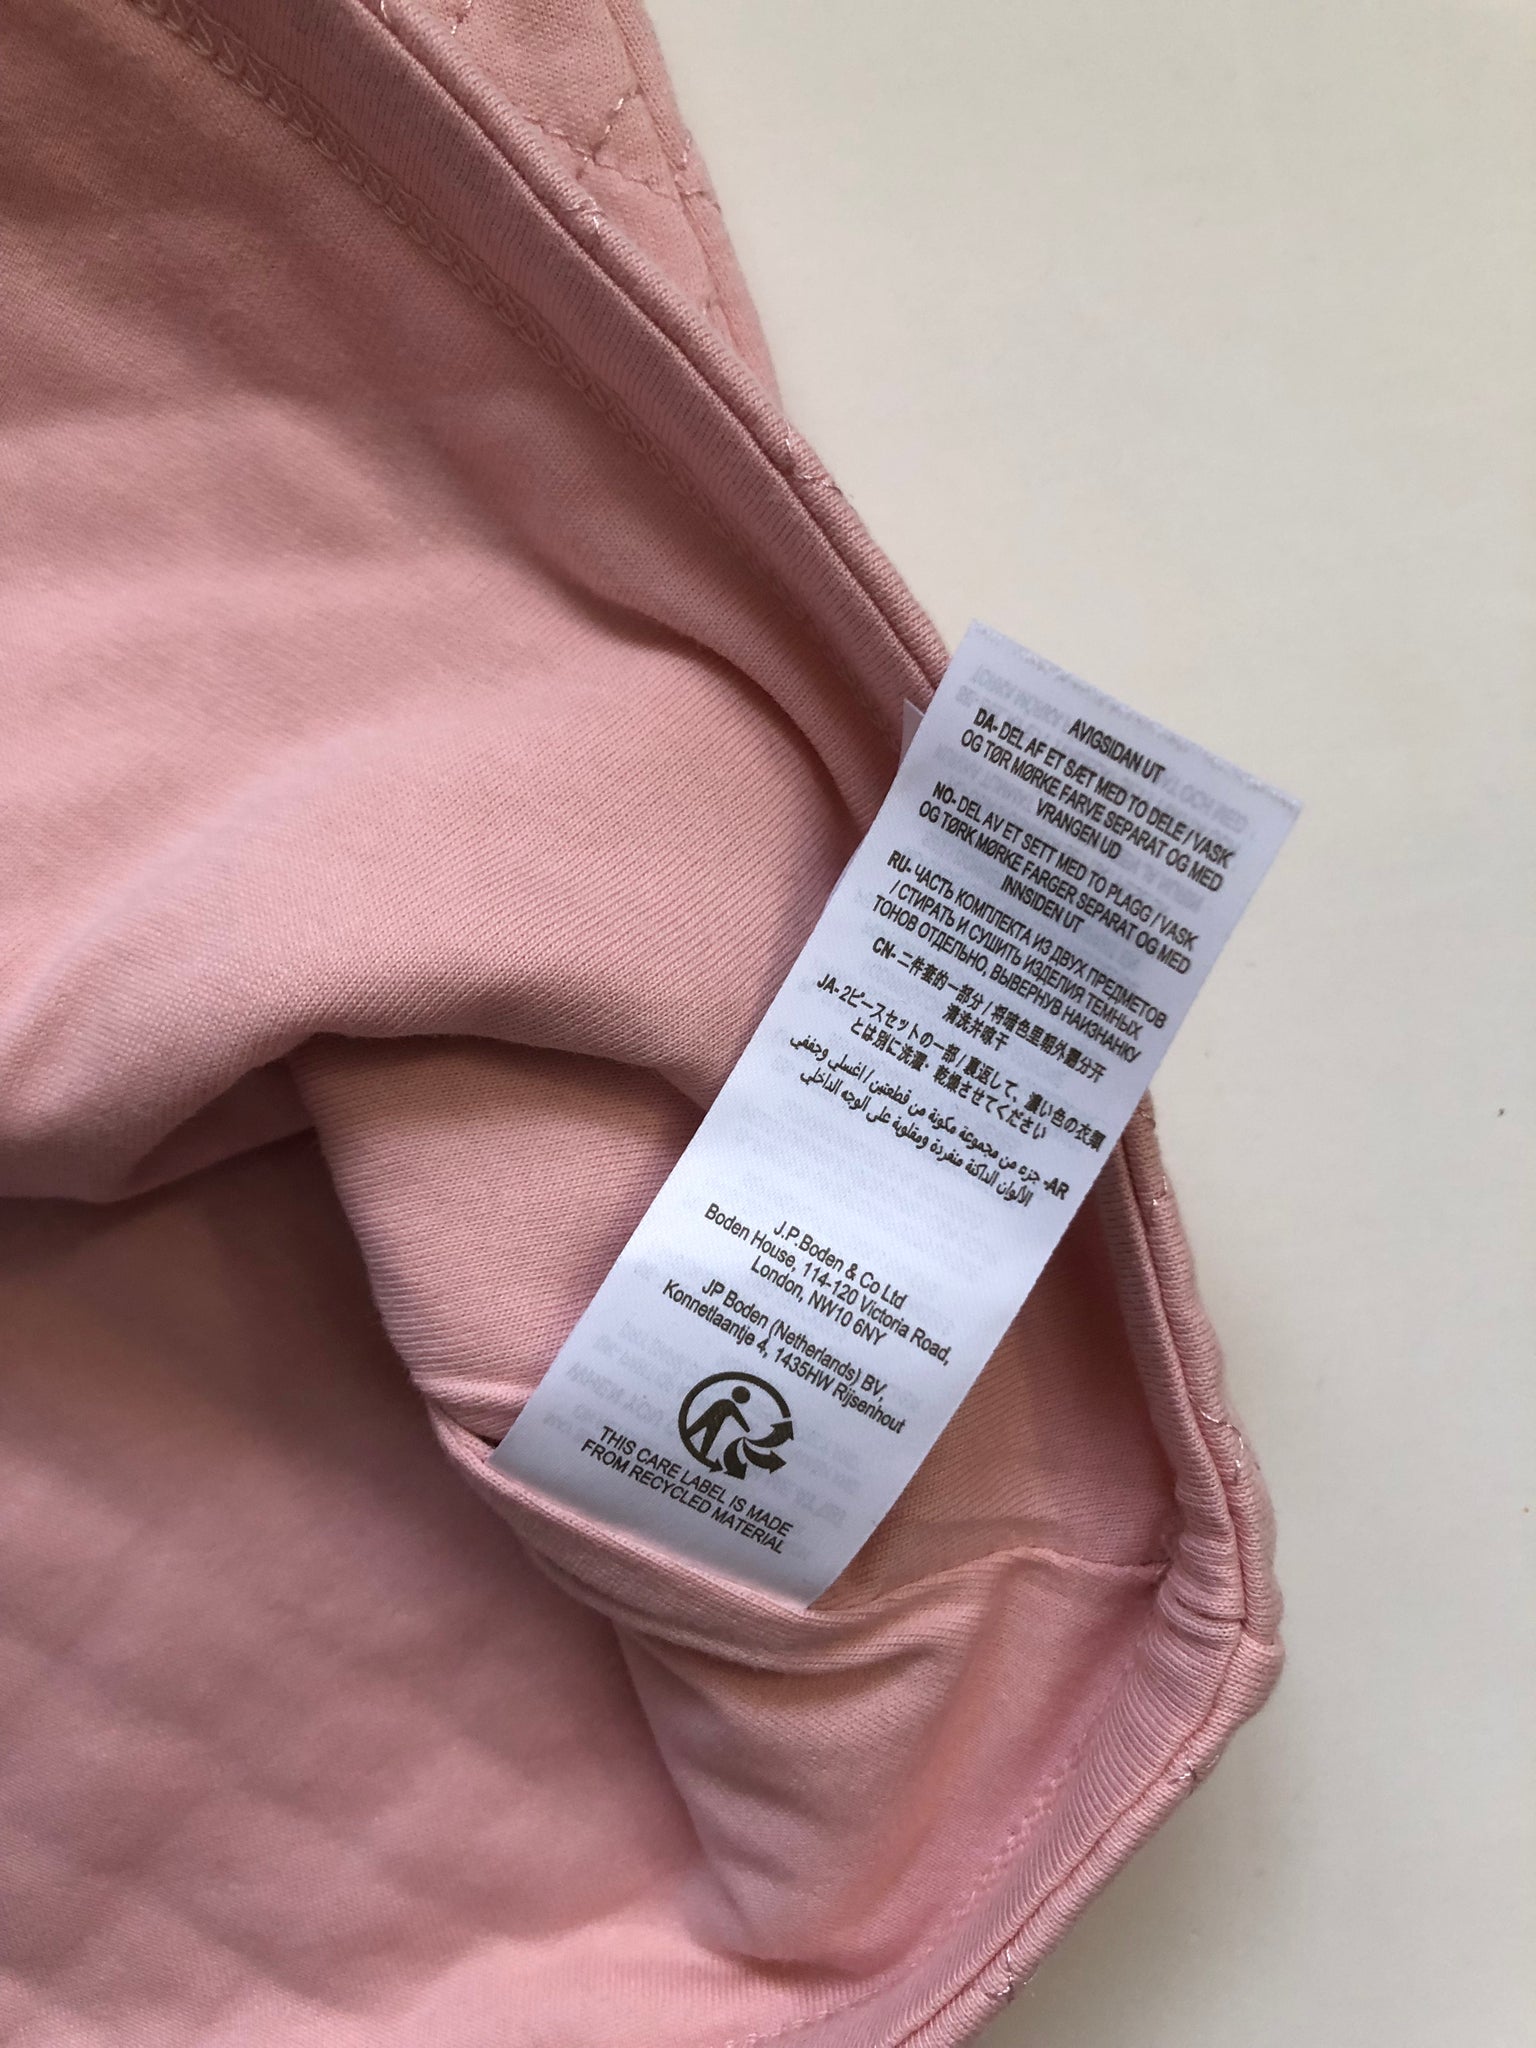 AVIGSIDAN UT
DA- DEL AF ET SÆT MED TO DELE / VASK
OG TØR MØRKE FARVE SEPARAT OG MED
VRANGEN UD
NO- DEL AV ET SETT MED TO PLAGG / VASK
OG TØRK MØRKE FARGER SEPARAT OG MED
INNSIDEN UT
RU- ЧАСТЬ КОМПЛЕКТА ИЗ ДВУХ ПРЕДМЕТОВ
/ СТИРАТЬ И СУШИТЬ ИЗДЕЛИЯ ТЕМНЫХ
ТОНОВ ОТДЕЛЬНО, ВЫВЕРНУВ НАИЗНАНКУ
CN- 二件套的一部分 / 将暗色里翻外翻分开
清洗并晾干
JA- 2ピースセットの一部 / 裏返して、濃い色の衣類
とは別に洗濯・乾燥させてください
AR- جزء من مجموعة مكونة من قطعتين / اغسلي وجففي
الألوان الداكنة منفردة ومقلوبة على الوجه الداخلي
J.P.Boden & Co Ltd
Boden House, 114-120 Victoria Road,
London, NW10 6NY
JP Boden (Netherlands) BV,
Konnetlaantje 4, 1435HW Rijsenhout
THIS CARE LABEL IS MADE
FROM RECYCLED MATERIAL